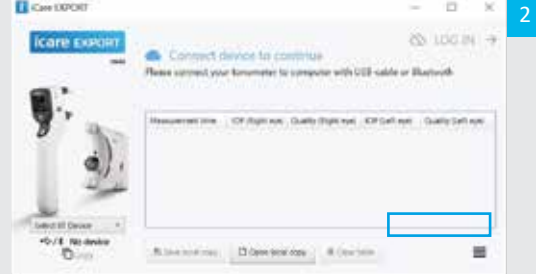 iCare EXPORT
2
LOG IN
iCare EXPORT
Connect device to continue
Please connect your tonometer to computer with USB-cable or Bluetooth
Measurement time IOP (Right eye) Quality (Right eye) IOP (Left eye) Quality (Left eye)
Select BT Device
No device
Copy
Save local copy
Open local copy
Clear table